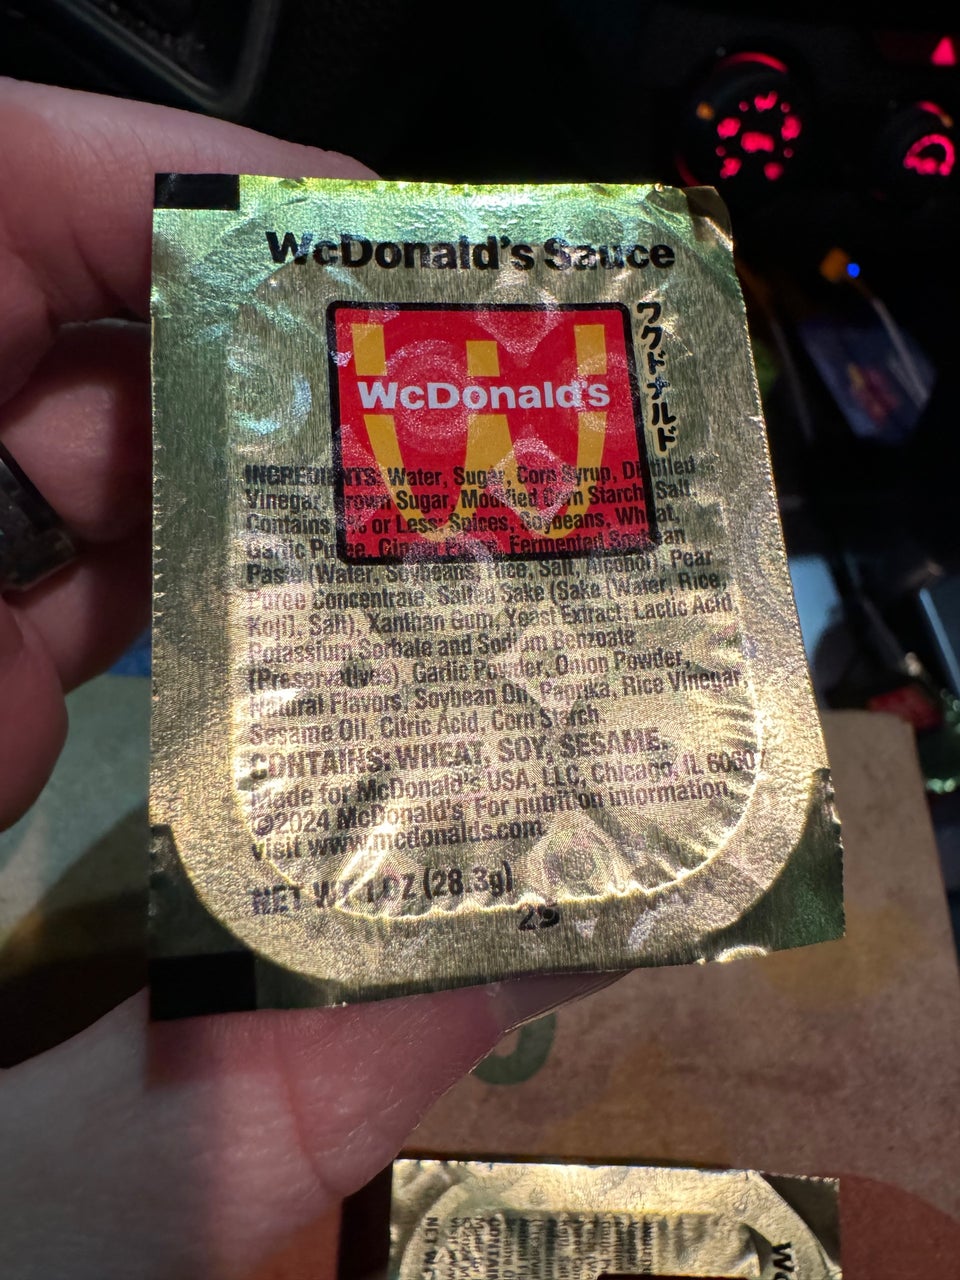 WcDonald's Sauce
WcDonald's
ワクドナルド
INGREDIENTS: Water, Sugar, Corn Syrup, Distilled
Vinegar, Brown Sugar, Modified Corn Starch, Salt,
Contains or Less: Spices, Soybeans, Wheat,
Garlic Puree, Ginger Puree, Fermented Soybean
Paste (Water, Soybeans, Rice, Salt, Alcohol), Pear
Puree Concentrate, Salted Sake (Sake [Water, Rice,
Koji], Salt), Xanthan Gum, Yeast Extract, Lactic Acid,
Potassium Sorbate and Sodium Benzoate
(Preservatives), Garlic Powder, Onion Powder,
Natural Flavors, Soybean Oil, Paprika, Rice Vinegar,
Sesame Oil, Citric Acid, Corn Starch.
CONTAINS: WHEAT, SOY, SESAME.
Made for McDonald's USA, LLC, Chicago, IL 60607
©2024 McDonald's For nutrition information,
visit www.mcdonalds.com
NET WT 1 OZ (28.3g)